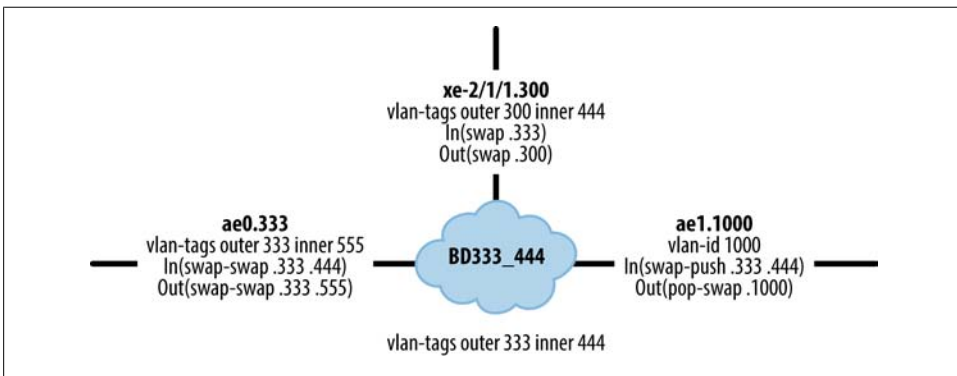 xe-2/1/1.300
vlan-tags outer 300 inner 444
In(swap .333)
Out(swap .300)
ae0.333
vlan-tags outer 333 inner 555
In(swap-swap .333 .444)
Out(swap-swap .333 .555)
BD333_444
ae1.1000
vlan-id 1000
In(swap-push .333 .444)
Out(pop-swap .1000)
vlan-tags outer 333 inner 444